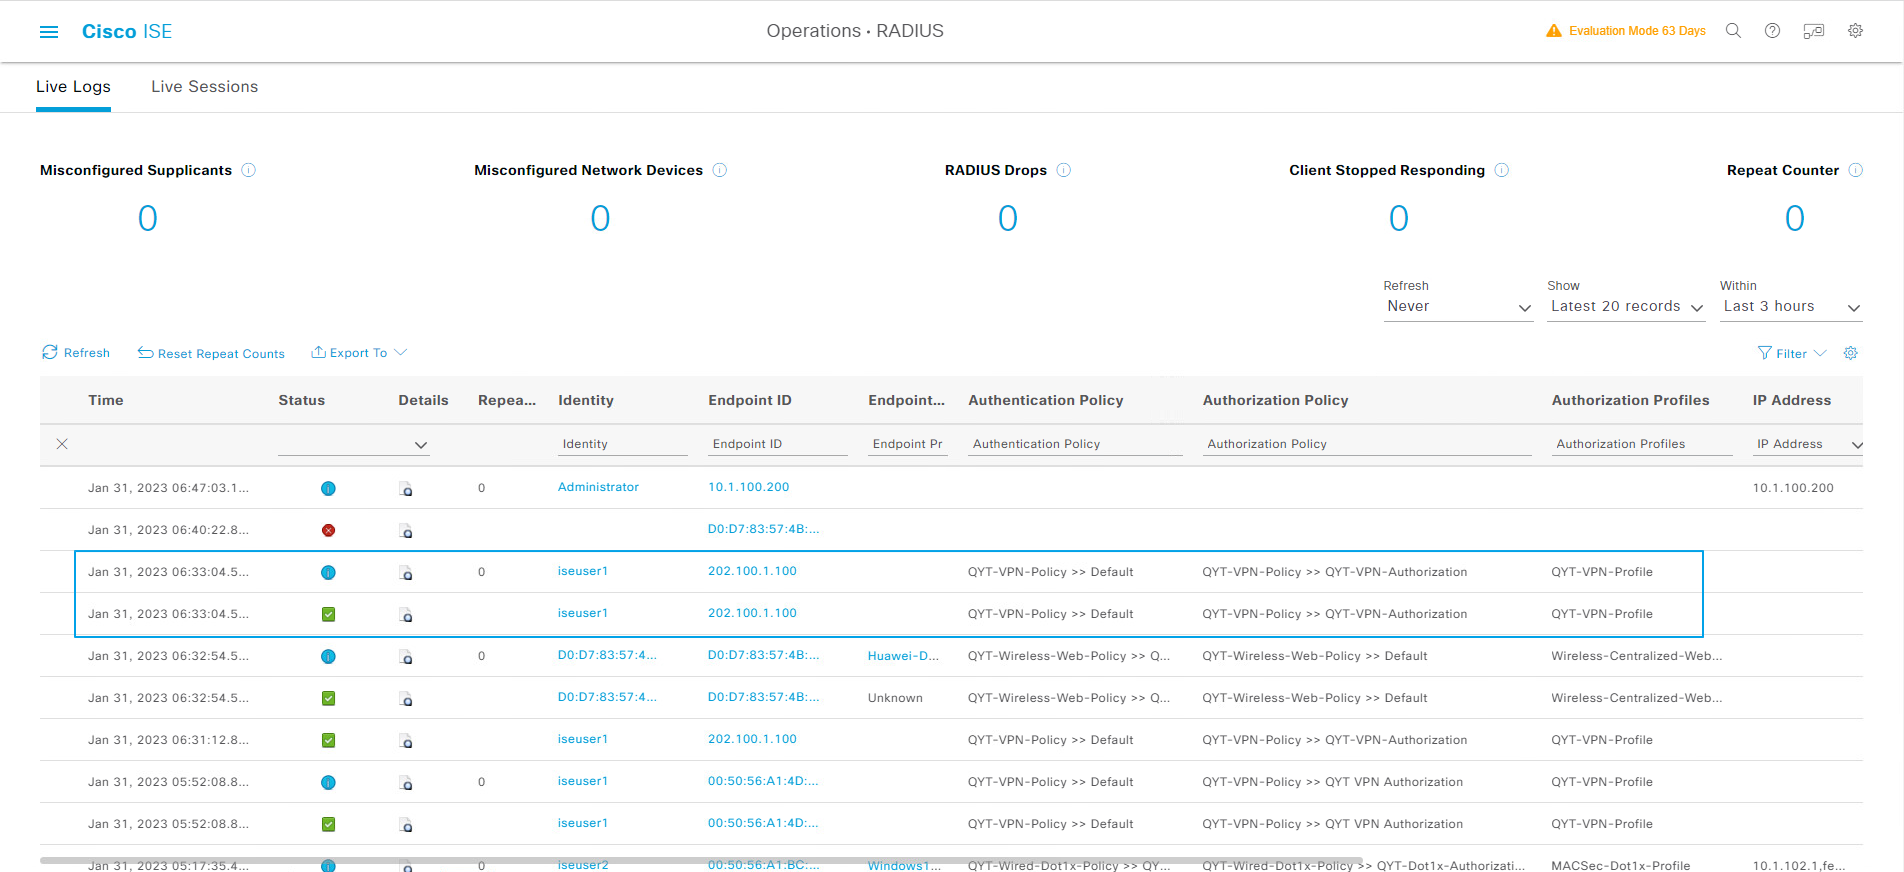 Cisco ISE
Operations · RADIUS
Evaluation Mode 63 Days
Live Logs Live Sessions
Misconfigured Supplicants Misconfigured Network Devices RADIUS Drops Client Stopped Responding Repeat Counter
0 0 0 0 0
Refresh Show Within
Never Latest 20 records Last 3 hours
Refresh Reset Repeat Counts Export To Filter
Time Status Details Repea... Identity Endpoint ID Endpoint... Authentication Policy Authorization Policy Authorization Profiles IP Address
Identity Endpoint ID Endpoint Pr Authentication Policy Authorization Policy Authorization Profiles IP Address
Jan 31, 2023 06:47:03.1... 0 Administrator 10.1.100.200 10.1.100.200
Jan 31, 2023 06:40:22.8... D0:D7:83:57:4B:...
Jan 31, 2023 06:33:04.5... 0 iseuser1 202.100.1.100 QYT-VPN-Policy >> Default QYT-VPN-Policy >> QYT-VPN-Authorization QYT-VPN-Profile
Jan 31, 2023 06:33:04.5... iseuser1 202.100.1.100 QYT-VPN-Policy >> Default QYT-VPN-Policy >> QYT-VPN-Authorization QYT-VPN-Profile
Jan 31, 2023 06:32:54.5... 0 D0:D7:83:57:4... D0:D7:83:57:4B:... Huawei-D... QYT-Wireless-Web-Policy >> Q... QYT-Wireless-Web-Policy >> Default Wireless-Centralized-Web...
Jan 31, 2023 06:32:54.5... D0:D7:83:57:4... D0:D7:83:57:4B:... Unknown QYT-Wireless-Web-Policy >> Q... QYT-Wireless-Web-Policy >> Default Wireless-Centralized-Web...
Jan 31, 2023 06:31:12.8... iseuser1 202.100.1.100 QYT-VPN-Policy >> Default QYT-VPN-Policy >> QYT-VPN-Authorization QYT-VPN-Profile
Jan 31, 2023 05:52:08.8... 0 iseuser1 00:50:56:A1:4D:... QYT-VPN-Policy >> Default QYT-VPN-Policy >> QYT VPN Authorization QYT-VPN-Profile
Jan 31, 2023 05:52:08.8... iseuser1 00:50:56:A1:4D:... QYT-VPN-Policy >> Default QYT-VPN-Policy >> QYT VPN Authorization QYT-VPN-Profile
Jan 31, 2023 05:17:35.4... 0 iseuser2 00:50:56:A1:BC:... Windows1... QYT-Wired-Dot1x-Policy >> QY... QYT-Wired-Dot1x-Policy >> QYT-Dot1x-Authorizati... MACSec-Dot1x-Profile 10.1.102.1,fe...